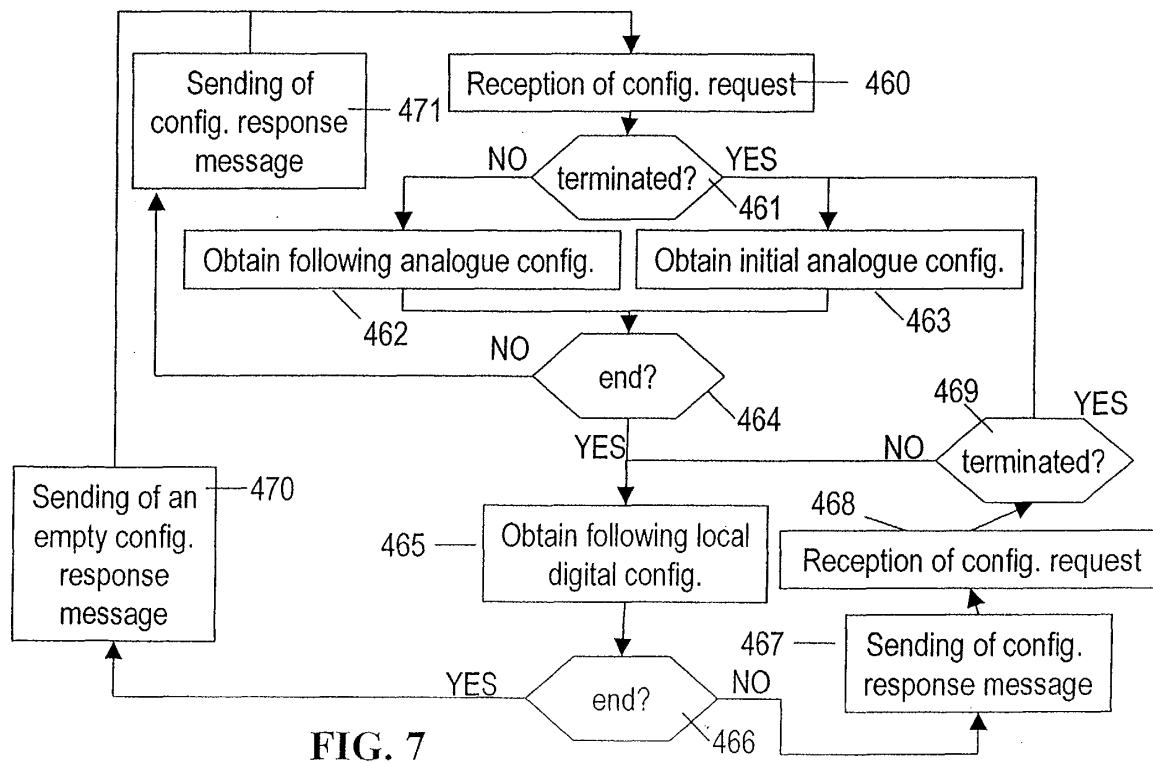 Sending of
config. response
message
471
Reception of config. request
460
NO
terminated?
YES
461
Obtain following analogue config.
Obtain initial analogue config.
462
463
NO
end?
464
469
YES
YES
NO
terminated?
Sending of an
empty config.
response
message
470
468
465
Obtain following local
digital config.
Reception of config. request
467
Sending of config.
response message
YES
end?
NO
466
FIG. 7